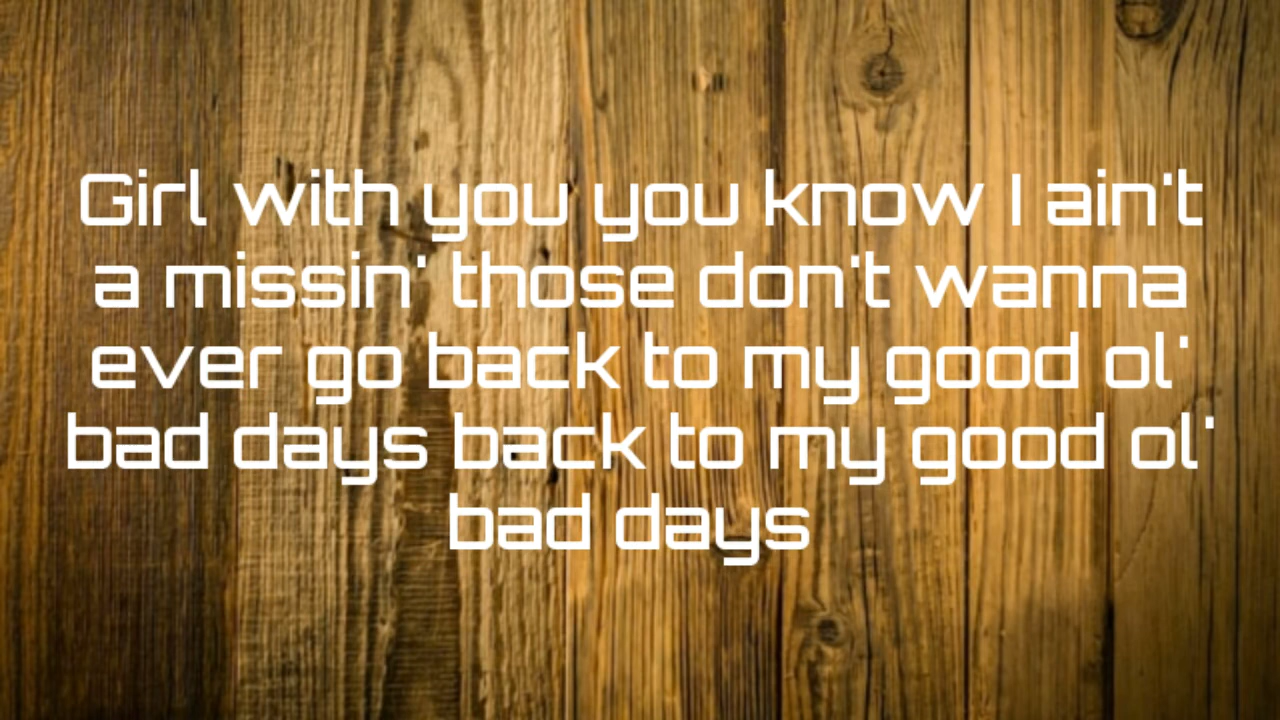 Girl with you you know I ain't
a missin' those don't wanna
ever go back to my good ol'
bad days back to my good ol'
bad days